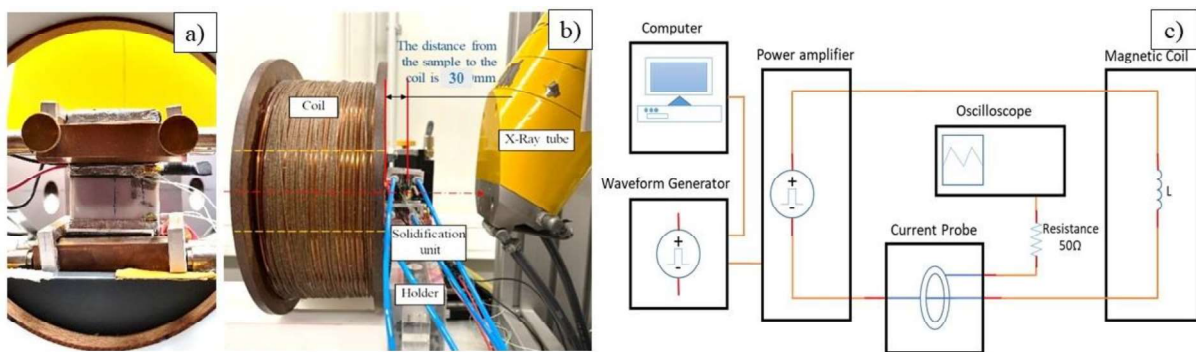 a)
b)
The distance from
the sample to the
coil is 30 mm
Coil
X-Ray tube
Solidification
unit
Holder
c)
Computer
Power amplifier
Magnetic Coil
Oscilloscope
Waveform Generator
L
Resistance
50Ω
Current Probe